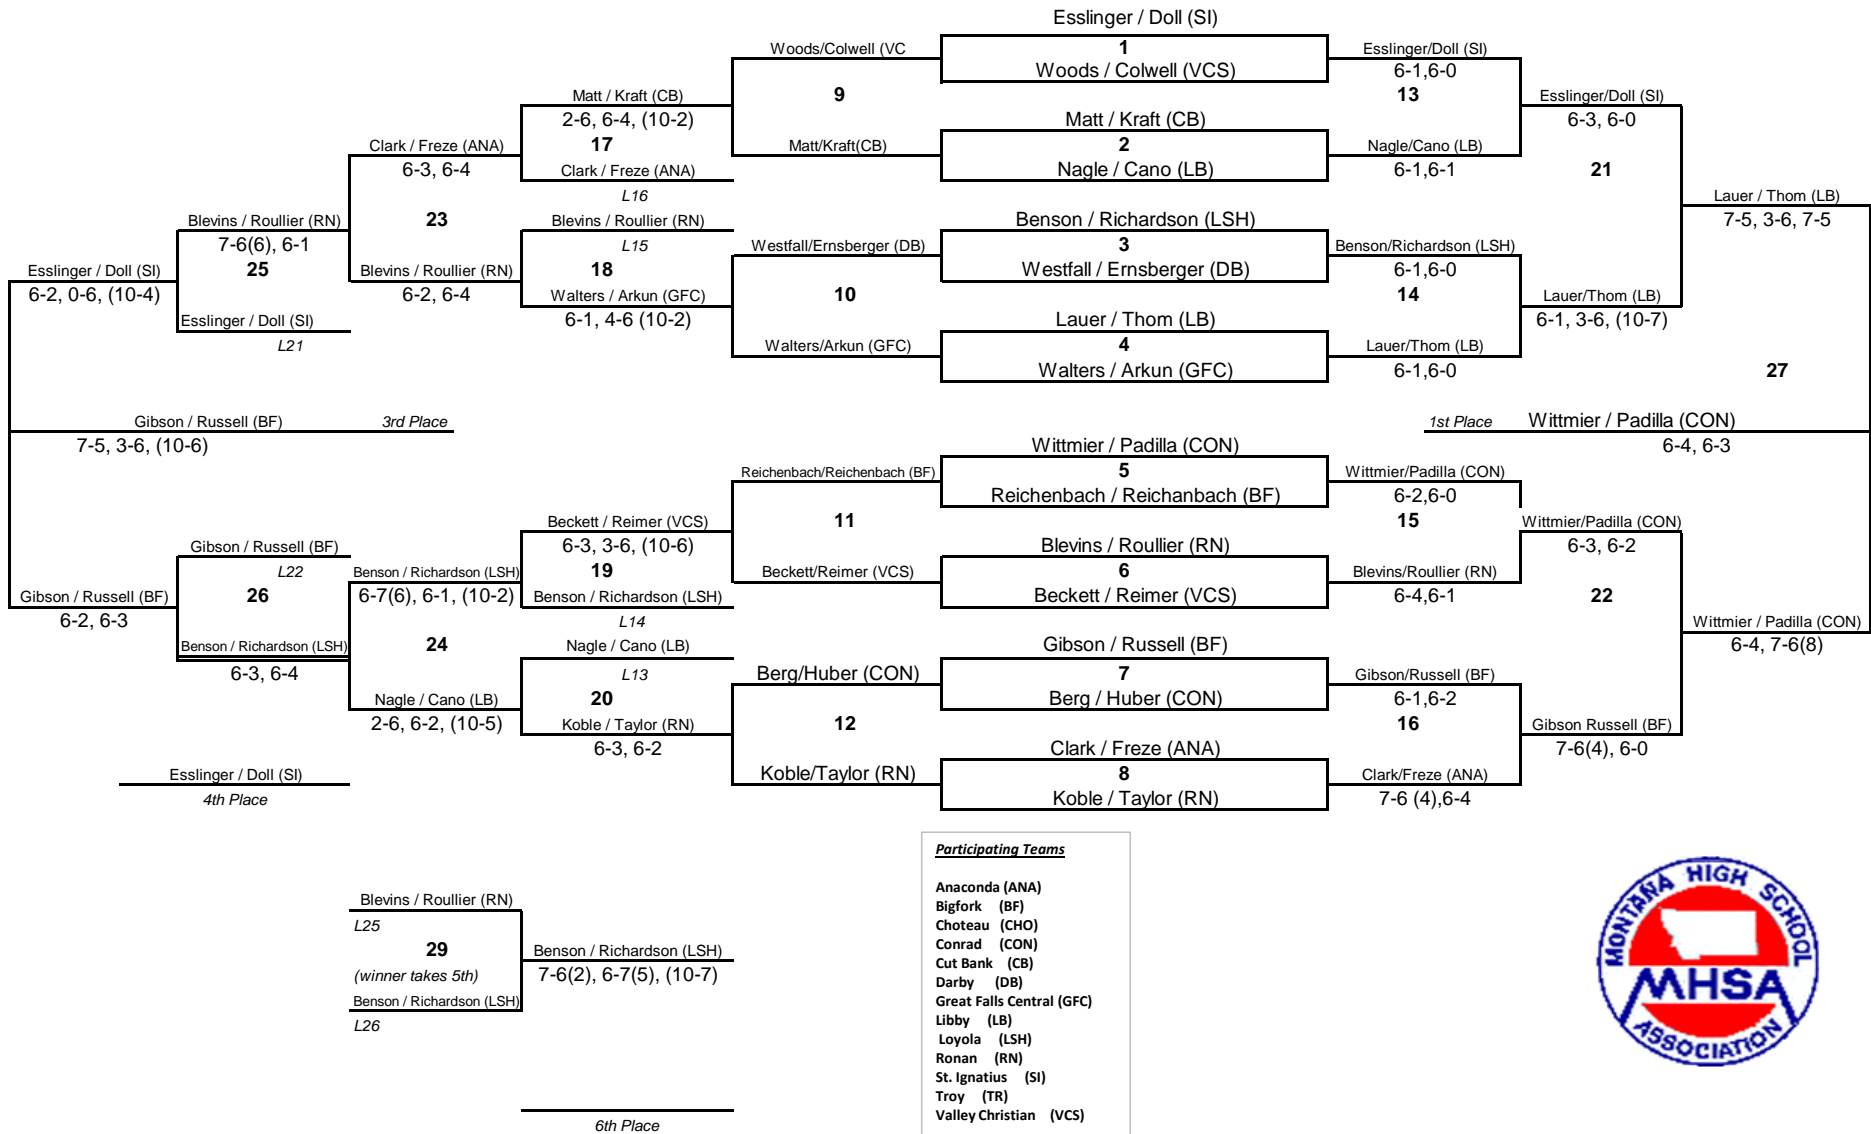 Esslinger / Doll (SI)
Woods/Colwell (VC
1
Esslinger/Doll (SI)
Woods / Colwell (VCS)
6-1,6-0
Matt / Kraft (CB)
9
13
Esslinger/Doll (SI)
2-6, 6-4, (10-2)
Matt / Kraft (CB)
6-3, 6-0
Clark / Freze (ANA)
17
Matt/Kraft(CB)
2
Nagle/Cano (LB)
6-3, 6-4
Clark / Freze (ANA)
Nagle / Cano (LB)
6-1,6-1
21
L16
Lauer / Thom (LB)
Blevins / Roullier (RN)
23
Blevins / Roullier (RN)
Benson / Richardson (LSH)
7-5, 3-6, 7-5
7-6(6), 6-1
L15
Westfall/Ernsberger (DB)
3
Benson/Richardson (LSH)
Esslinger / Doll (SI)
25
Blevins / Roullier (RN)
18
Westfall / Ernsberger (DB)
6-1,6-0
6-2, 0-6, (10-4)
6-2, 6-4
Walters / Arkun (GFC)
10
14
Lauer/Thom (LB)
Esslinger / Doll (SI)
6-1, 4-6 (10-2)
Lauer / Thom (LB)
6-1, 3-6, (10-7)
L21
Walters/Arkun (GFC)
4
Lauer/Thom (LB)
Walters / Arkun (GFC)
6-1,6-0
27
Gibson / Russell (BF)
3rd Place
1st Place
Wittmier / Padilla (CON)
7-5, 3-6, (10-6)
Wittmier / Padilla (CON)
6-4, 6-3
Reichenbach/Reichenbach (BF)
5
Wittmier/Padilla (CON)
Reichenbach / Reichanbach (BF)
6-2,6-0
Beckett / Reimer (VCS)
11
15
Wittmier/Padilla (CON)
Gibson / Russell (BF)
6-3, 3-6, (10-6)
Blevins / Roullier (RN)
6-3, 6-2
L22
Benson / Richardson (LSH)
19
Beckett/Reimer (VCS)
6
Blevins/Roullier (RN)
Gibson / Russell (BF)
26
6-7(6), 6-1, (10-2)
Benson / Richardson (LSH)
Beckett / Reimer (VCS)
6-4,6-1
22
6-2, 6-3
L14
Wittmier / Padilla (CON)
Benson / Richardson (LSH)
24
Nagle / Cano (LB)
Gibson / Russell (BF)
6-4, 7-6(8)
6-3, 6-4
L13
Berg/Huber (CON)
7
Gibson/Russell (BF)
Nagle / Cano (LB)
20
Berg / Huber (CON)
6-1,6-2
2-6, 6-2, (10-5)
Koble / Taylor (RN)
12
16
Gibson Russell (BF)
6-3, 6-2
Clark / Freze (ANA)
7-6(4), 6-0
Esslinger / Doll (SI)
Koble/Taylor (RN)
8
Clark/Freze (ANA)
4th Place
Koble / Taylor (RN)
7-6 (4),6-4
Participating Teams
Anaconda (ANA)
Bigfork (BF)
Choteau (CHO)
Conrad (CON)
Cut Bank (CB)
Darby (DB)
Great Falls Central (GFC)
Libby (LB)
Loyola (LSH)
Ronan (RN)
St. Ignatius (SI)
Troy (TR)
Valley Christian (VCS)
Blevins / Roullier (RN)
L25
29
Benson / Richardson (LSH)
(winner takes 5th)
7-6(2), 6-7(5), (10-7)
Benson / Richardson (LSH)
L26
6th Place
MONTANA HIGH SCHOOL
MHSA
ASSOCIATION